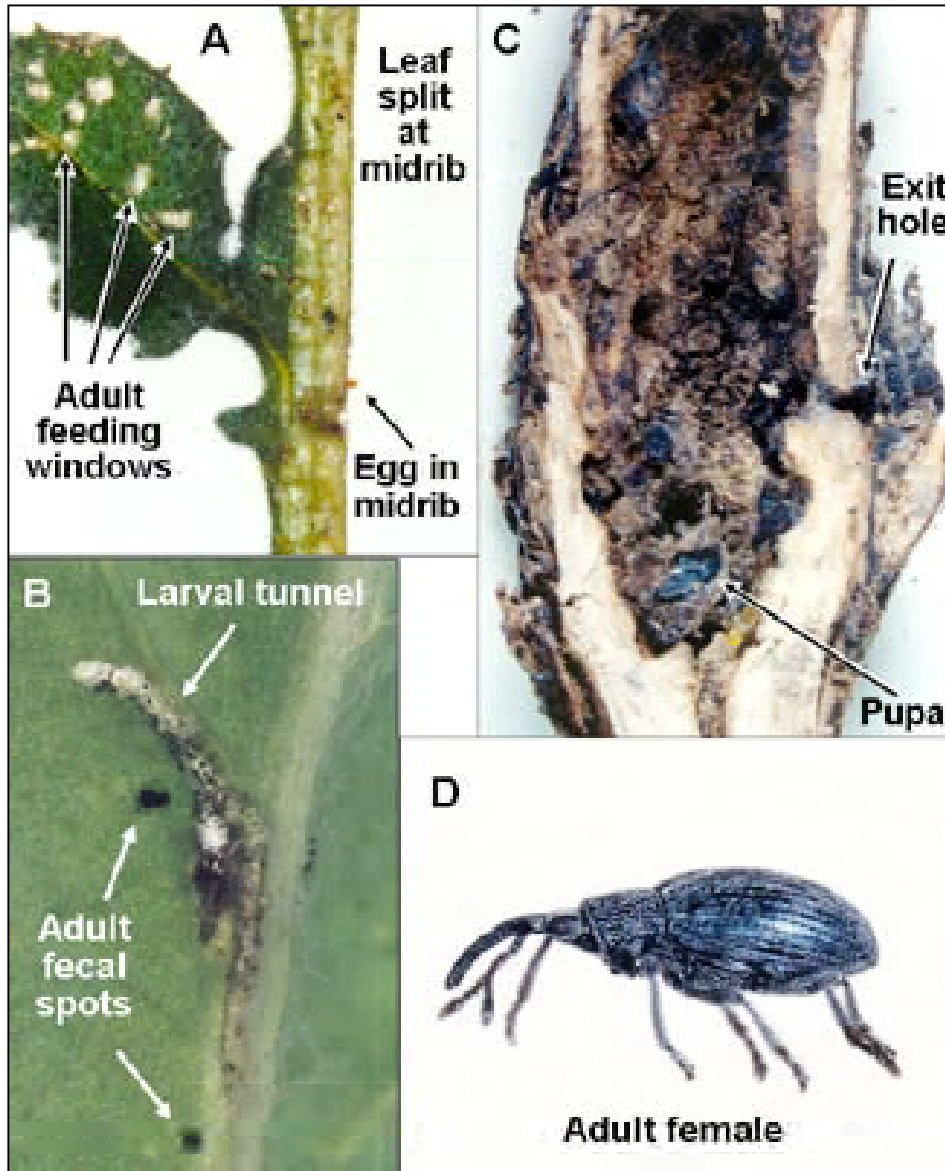 A
Leaf
split
at
midrib
Adult
feeding
windows
Egg in
midrib
B
Larval tunnel
Adult
fecal
spots
C
Exit
hole
Pupa
D
Adult female